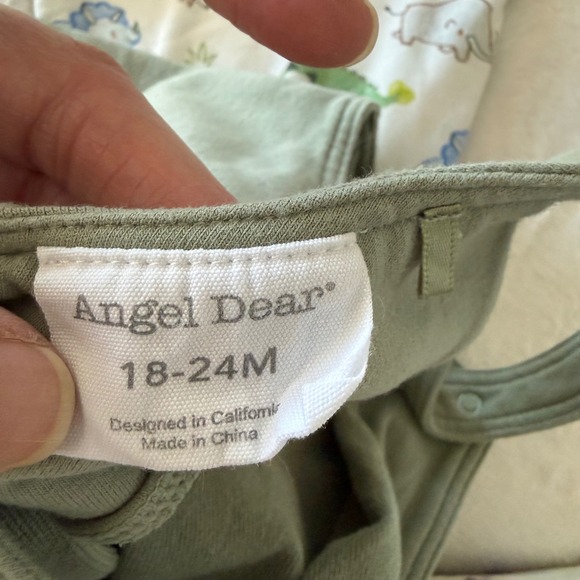 Angel Dear®
18-24M
Designed in California
Made in China